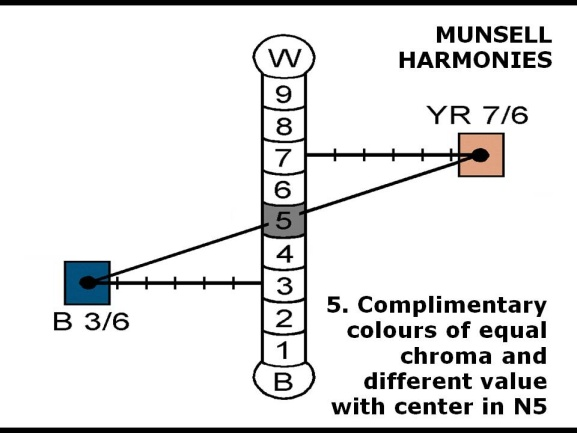 MUNSELL
HARMONIES
W
9
8
YR 7/6
7
6
5
4
3
B 3/6
2
1
B
5. Complimentary
colours of equal
chroma and
different value
with center in N5